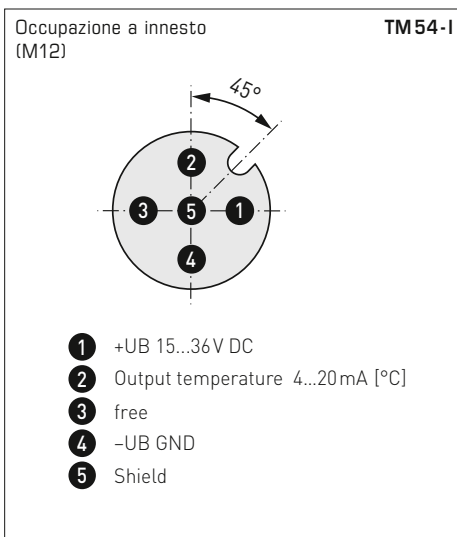 Occupazione a innesto TM54-I
(M12)
45°
2
3 5 1
4
1 +UB 15...36V DC
2 Output temperature 4...20mA [°C]
3 free
4 –UB GND
5 Shield